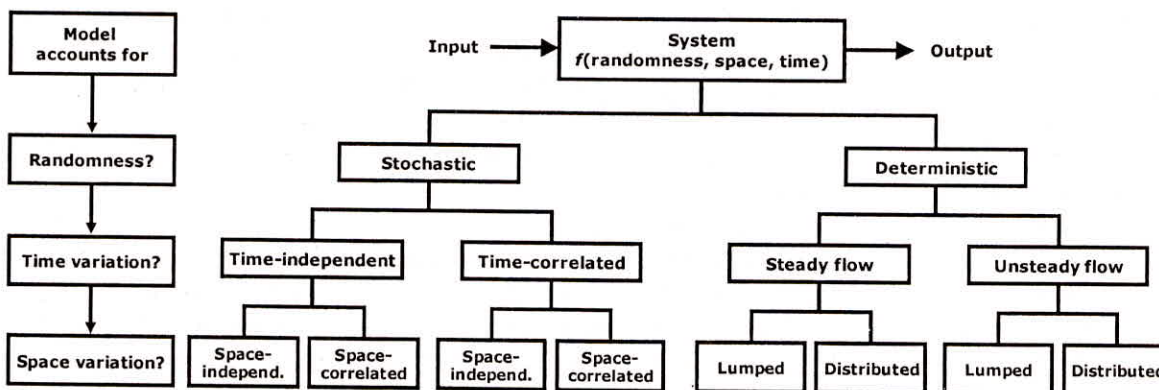 Model
accounts for
Input
System
f(randomness, space, time)
Output
Randomness?
Stochastic
Deterministic
Time variation?
Time-independent
Time-correlated
Steady flow
Unsteady flow
Space variation?
Space-
independ.
Space-
correlated
Space-
independ.
Space-
correlated
Lumped
Distributed
Lumped
Distributed